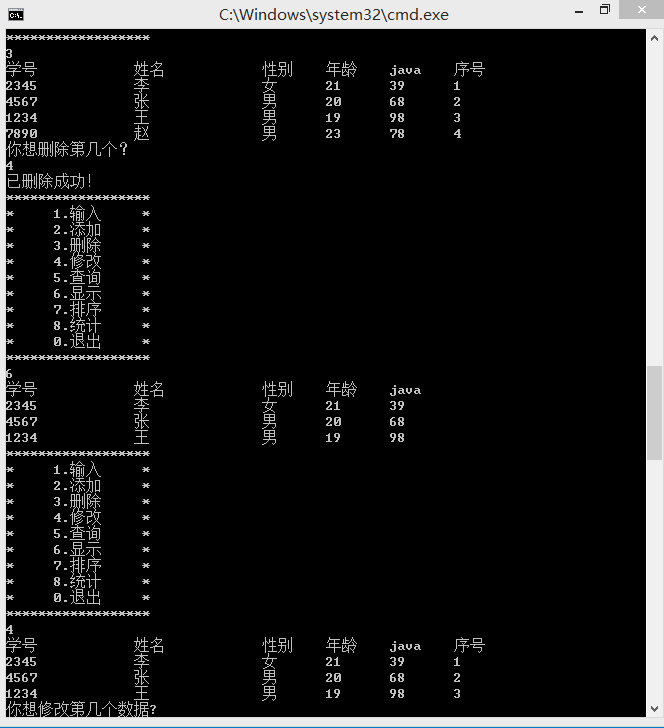 C:\Windows\system32\cmd.exe
******************
3
学号 姓名 性别 年龄 java 序号
2345 李 女 21 39 1
4567 张 男 20 68 2
1234 王 男 19 98 3
7890 赵 男 23 78 4
你想删除第几个?
4
已删除成功!
******************
* 1.输入 *
* 2.添加 *
* 3.删除 *
* 4.修改 *
* 5.查询 *
* 6.显示 *
* 7.排序 *
* 8.统计 *
* 0.退出 *
******************
6
学号 姓名 性别 年龄 java
2345 李 女 21 39
4567 张 男 20 68
1234 王 男 19 98
******************
* 1.输入 *
* 2.添加 *
* 3.删除 *
* 4.修改 *
* 5.查询 *
* 6.显示 *
* 7.排序 *
* 8.统计 *
* 0.退出 *
******************
4
学号 姓名 性别 年龄 java 序号
2345 李 女 21 39 1
4567 张 男 20 68 2
1234 王 男 19 98 3
你想修改第几个数据?